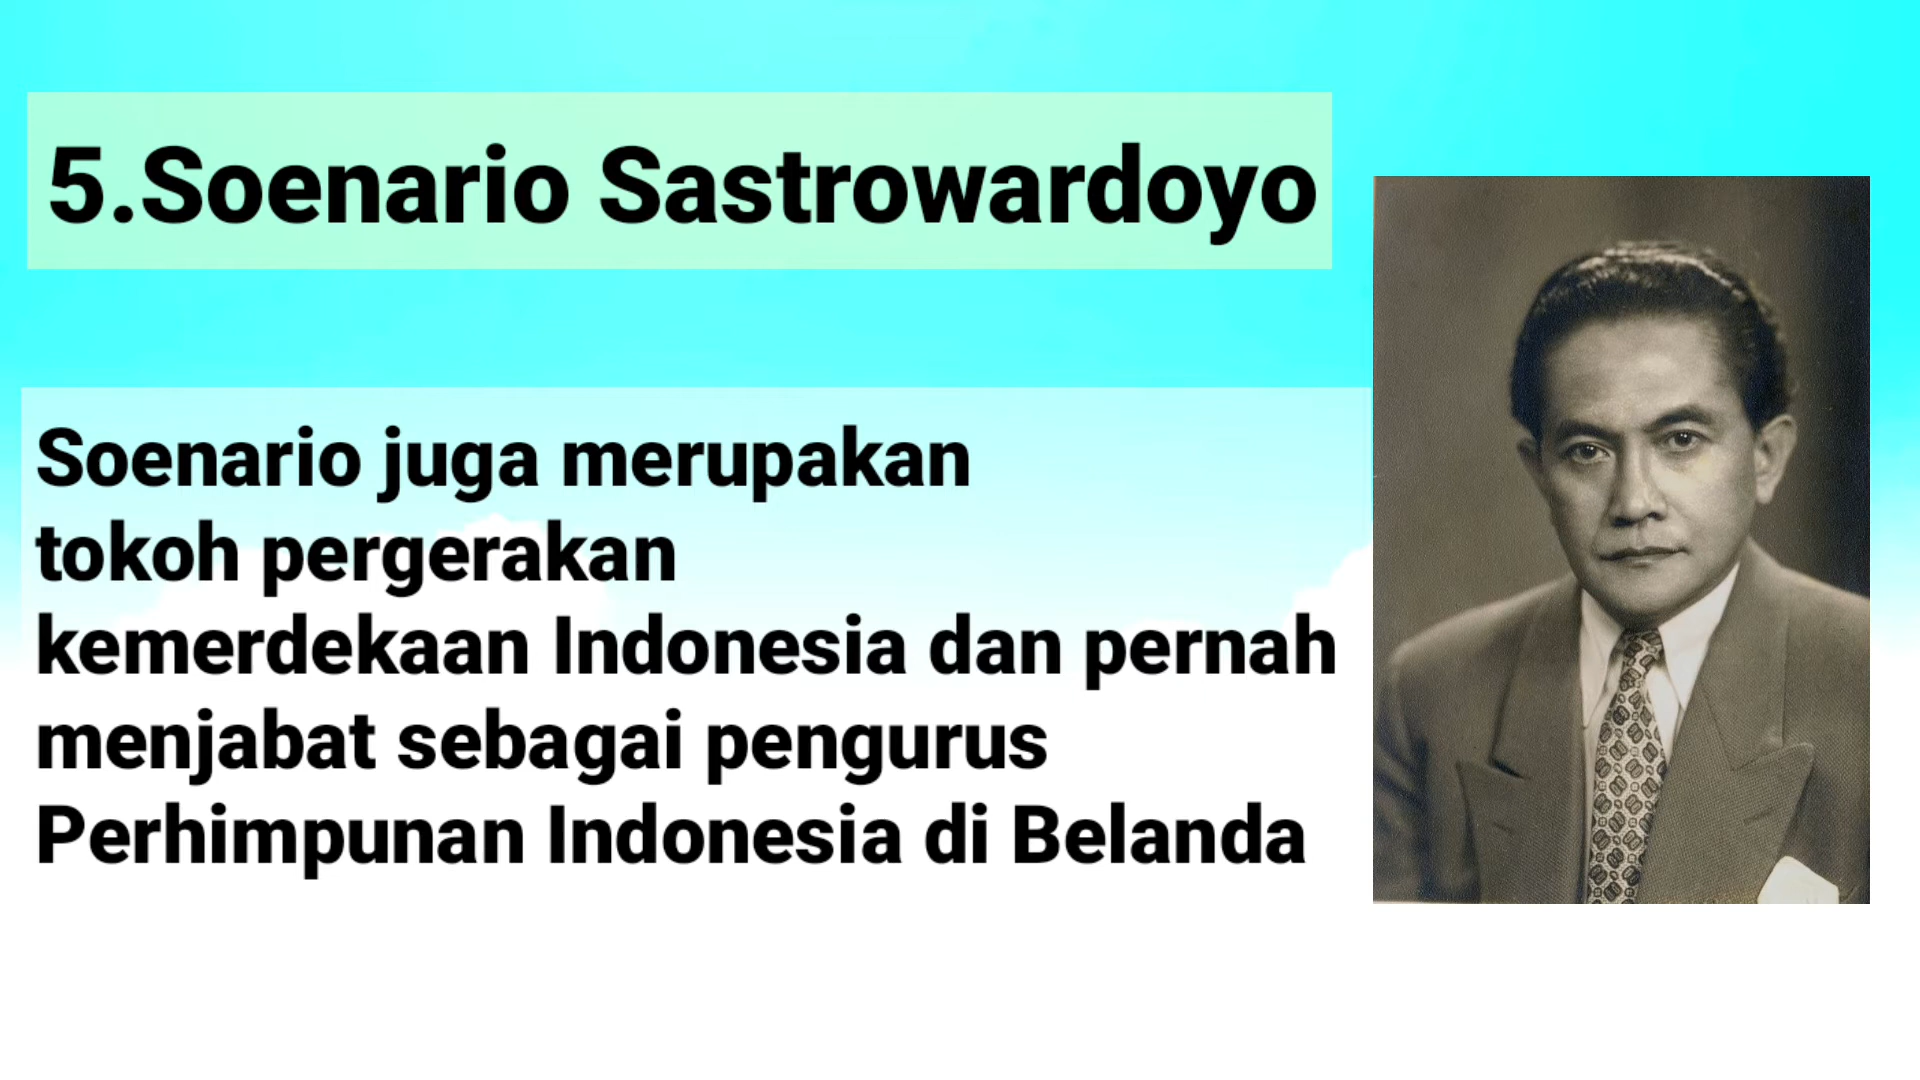 5.Soenario Sastrowardoyo
Soenario juga merupakan
tokoh pergerakan
kemerdekaan Indonesia dan pernah
menjabat sebagai pengurus
Perhimpunan Indonesia di Belanda